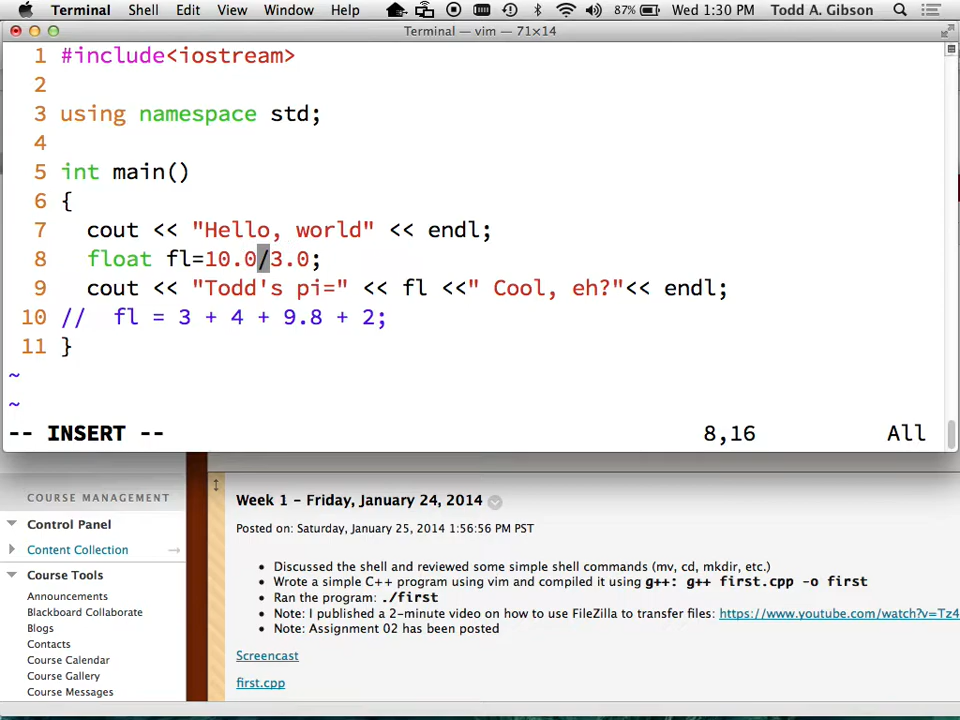 Terminal Shell Edit View Window Help 87% Wed 1:30 PM Todd A. Gibson
Terminal — vim — 71×14
1 #include<iostream>
2
3 using namespace std;
4
5 int main()
6 {
7 cout << "Hello, world" << endl;
8 float fl=10.0/3.0;
9 cout << "Todd's pi=" << fl <<" Cool, eh?"<< endl;
10 // fl = 3 + 4 + 9.8 + 2;
11 }
~
~
-- INSERT -- 8,16 All
COURSE MANAGEMENT
Control Panel
Content Collection
Course Tools
Announcements
Blackboard Collaborate
Blogs
Contacts
Course Calendar
Course Gallery
Course Messages
Week 1 – Friday, January 24, 2014
Posted on: Saturday, January 25, 2014 1:56:56 PM PST
• Discussed the shell and reviewed some simple shell commands (mv, cd, mkdir, etc.)
• Wrote a simple C++ program using vim and compiled it using g++: g++ first.cpp -o first
• Ran the program: ./first
• Note: I published a 2-minute video on how to use FileZilla to transfer files: https://www.youtube.com/watch?v=Tz4
• Note: Assignment 02 has been posted
Screencast
first.cpp